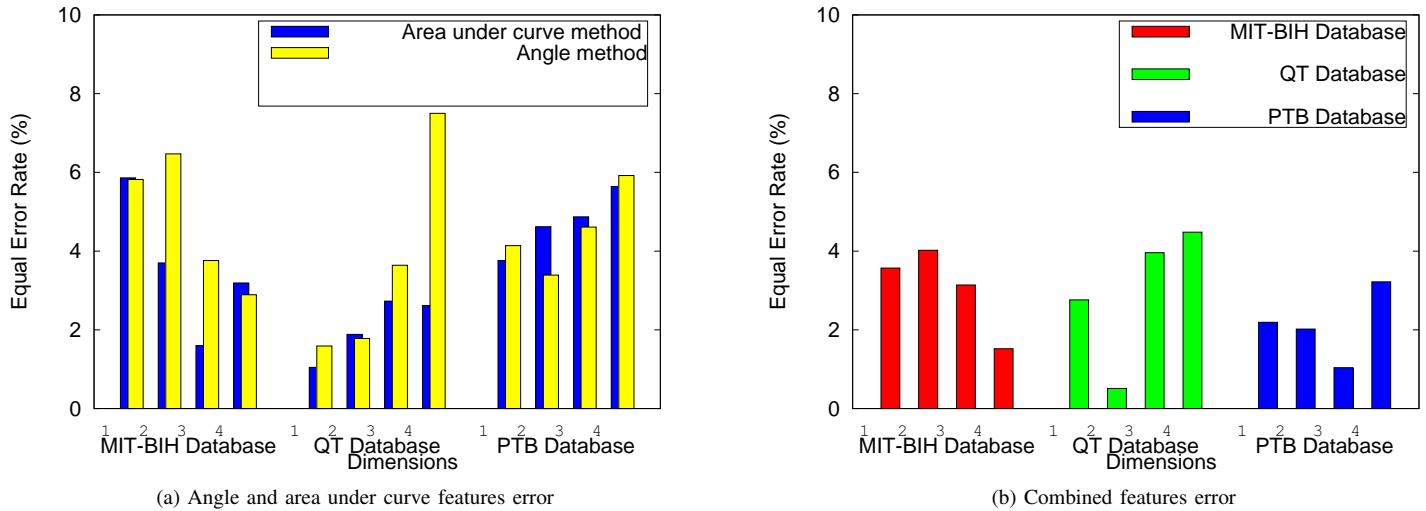 10
8
6
4
2
0
Equal Error Rate (%)
Area under curve method
Angle method
1 2 3 4 1 2 3 4 1 2 3 4
MIT-BIH Database QT Database PTB Database
Dimensions
(a) Angle and area under curve features error
10
8
6
4
2
0
Equal Error Rate (%)
MIT-BIH Database
QT Database
PTB Database
1 2 3 4 1 2 3 4 1 2 3 4
MIT-BIH Database QT Database PTB Database
Dimensions
(b) Combined features error